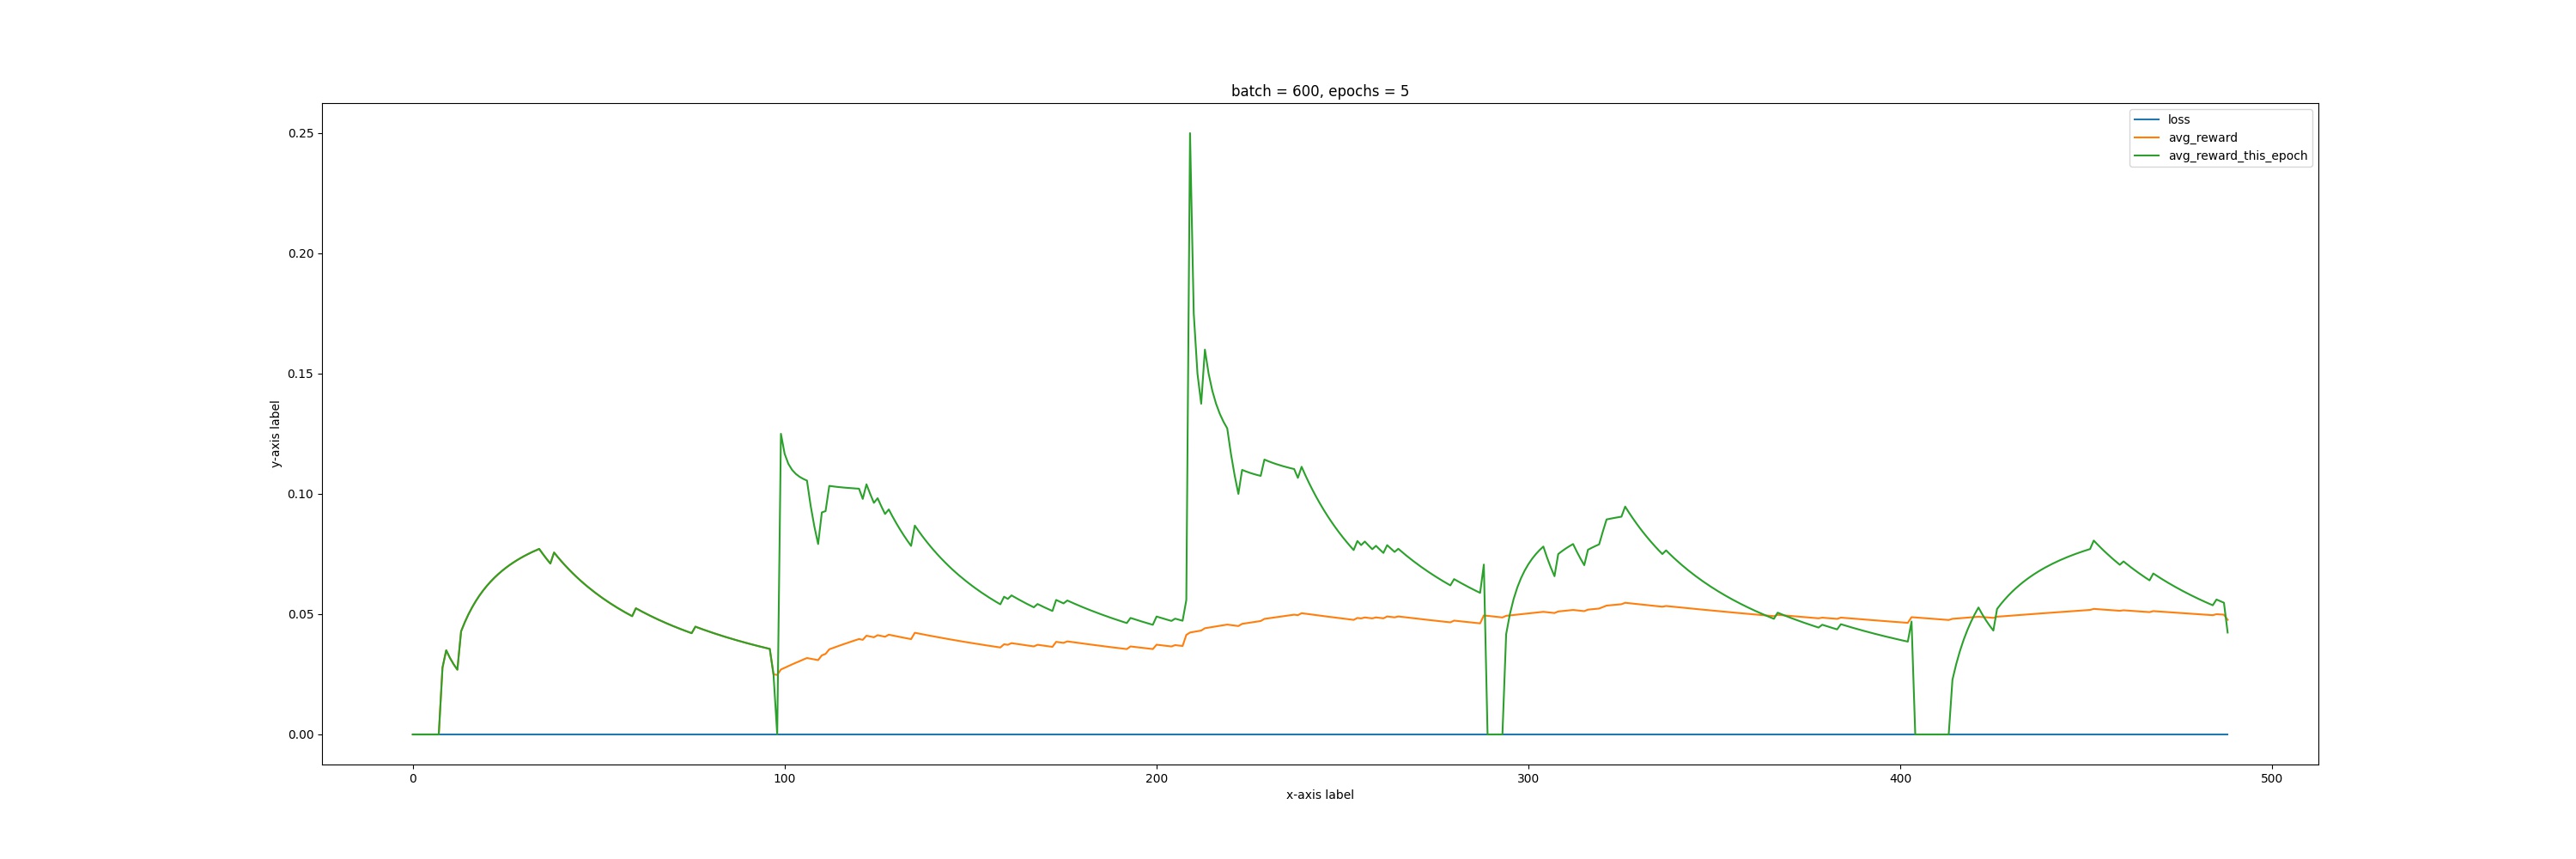 batch = 600, epochs = 5
loss
avg_reward
avg_reward_this_epoch
0.25
0.20
0.15
0.10
0.05
0.00
y-axis label
0 100 200 300 400 500
x-axis label